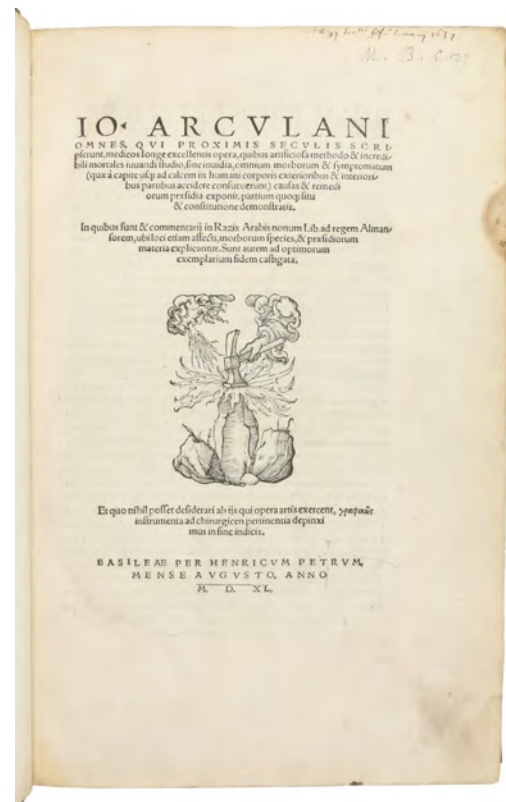 1637.
M. B. C. 27
IO. ARCVLANI
OMNES, QVI PROXIMIS SECVLIS SCRI⸗
pserunt, medicos longe excellentis opera, quibus artificiosa methodo & incredi⸗
bili mortales iuuandi studio, sine inuidia, omnium morborum & symptomatum
(quæ á capite usq; ad calcem in humani corporis exterioribus & interiori⸗
bus partibus accidere consueuerunt) causas & remedi
orum præsidia exponit, partium quoq; situ
& constitutione demonstratis.
In quibus sunt & commentarij in Razis Arabis nonum Lib. ad regem Alman⸗
sorem, ubi loci etiam affecti, morborum species, & præsidiorum
materia explicantur. Sunt autem ad optimorum
exemplarium fidem castigata.
Et quo nihil posset desiderari ab ijs qui opera artis exercent, γραφικῶς
instrumenta ad chirurgicen pertinentia depinxi
mus in fine indicis.
BASILEAE PER HENRICVM PETRVM,
MENSE AVGVSTO, ANNO
M. D. XL.